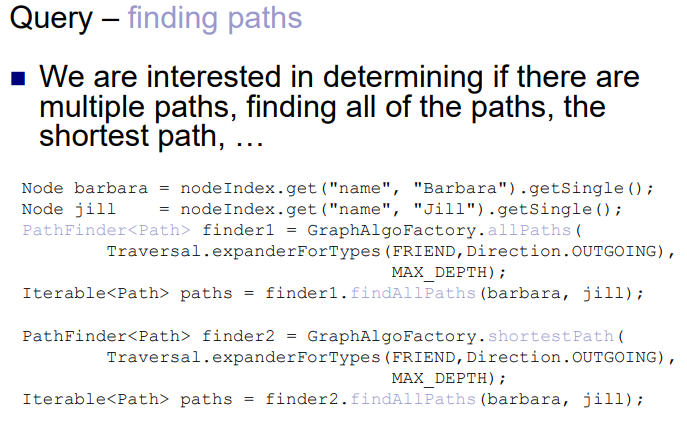 Query – finding paths
We are interested in determining if there are
multiple paths, finding all of the paths, the
shortest path, …
Node barbara = nodeIndex.get("name", "Barbara").getSingle();
Node jill    = nodeIndex.get("name", "Jill").getSingle();
PathFinder<Path> finder1 = GraphAlgoFactory.allPaths(
        Traversal.expanderForTypes(FRIEND,Direction.OUTGOING),
                                   MAX_DEPTH);
Iterable<Path> paths = finder1.findAllPaths(barbara, jill);
PathFinder<Path> finder2 = GraphAlgoFactory.shortestPath(
        Traversal.expanderForTypes(FRIEND,Direction.OUTGOING),
                                   MAX_DEPTH);
Iterable<Path> paths = finder2.findAllPaths(barbara, jill);